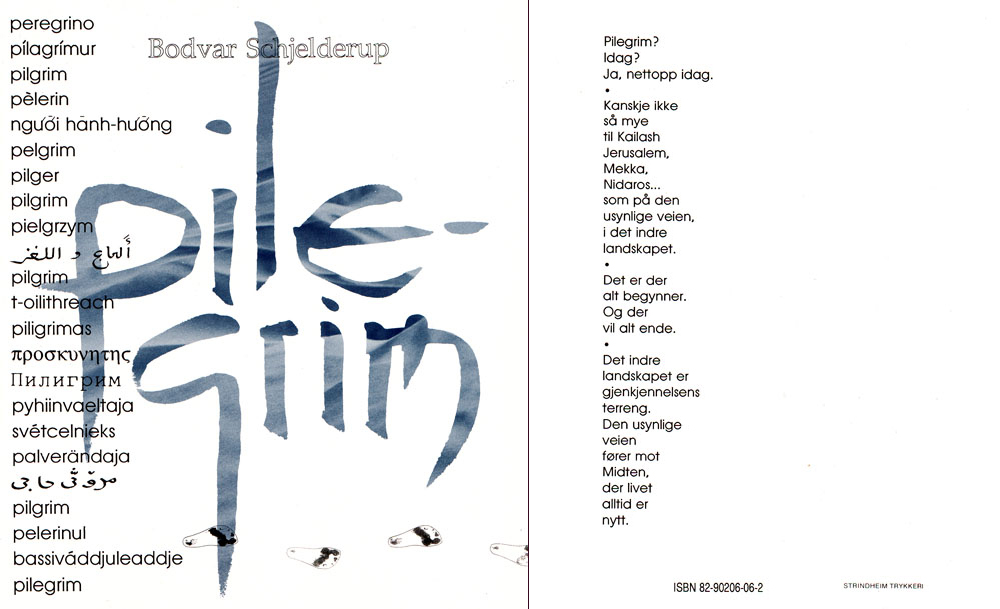 peregrino
pílagrímur
pilgrim
pèlerin
người hành-hướng
pelgrim
pilger
pilgrim
pielgrzym
pilgrim
t-oilithreach
piligrimas
προσκυνητης
Пилигрим
pyhiinvaeltaja
svétcelnieks
palverändaja
pilgrim
pelerinul
bassiváddjuleaddje
pilegrim
Bodvar Schjelderup
pile-
grim
Pilegrim?
Idag?
Ja, nettopp idag.
•
Kanskje ikke
så mye
til Kailash
Jerusalem,
Mekka,
Nidaros...
som på den
usynlige veien,
i det indre
landskapet.
•
Det er der
alt begynner.
Og der
vil alt ende.
•
Det indre
landskapet er
gjenkjennelsens
terreng.
Den usynlige
veien
fører mot
Midten,
der livet
alltid er
nytt.
ISBN 82-90206-06-2
STRINDHEIM TRYKKERI